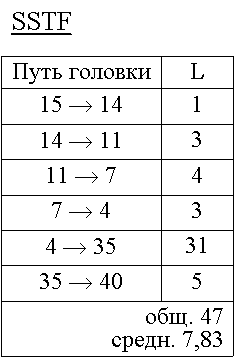 SSTF
Путь головки L
15 → 14 1
14 → 11 3
11 → 7 4
7 → 4 3
4 → 35 31
35 → 40 5
общ. 47
средн. 7,83